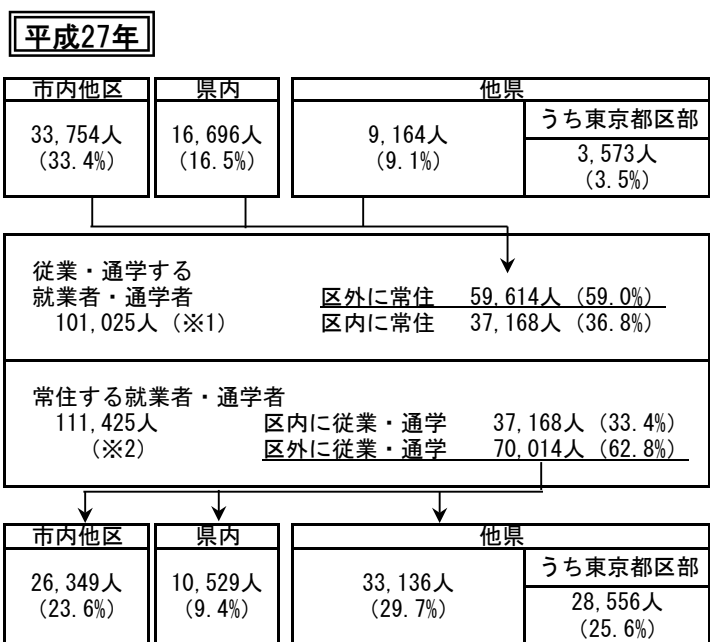 平成27年
市内他区 県内 他県
33,754人 16,696人 9,164人 うち東京都区部
(33.4%) (16.5%) (9.1%) 3,573人
(3.5%)
従業・通学する
就業者・通学者 区外に常住 59,614人 (59.0%)
101,025人 (※1) 区内に常住 37,168人 (36.8%)
常住する就業者・通学者
111,425人 区内に従業・通学 37,168人 (33.4%)
(※2) 区外に従業・通学 70,014人 (62.8%)
市内他区 県内 他県
26,349人 10,529人 33,136人 うち東京都区部
(23.6%) (9.4%) (29.7%) 28,556人
(25.6%)